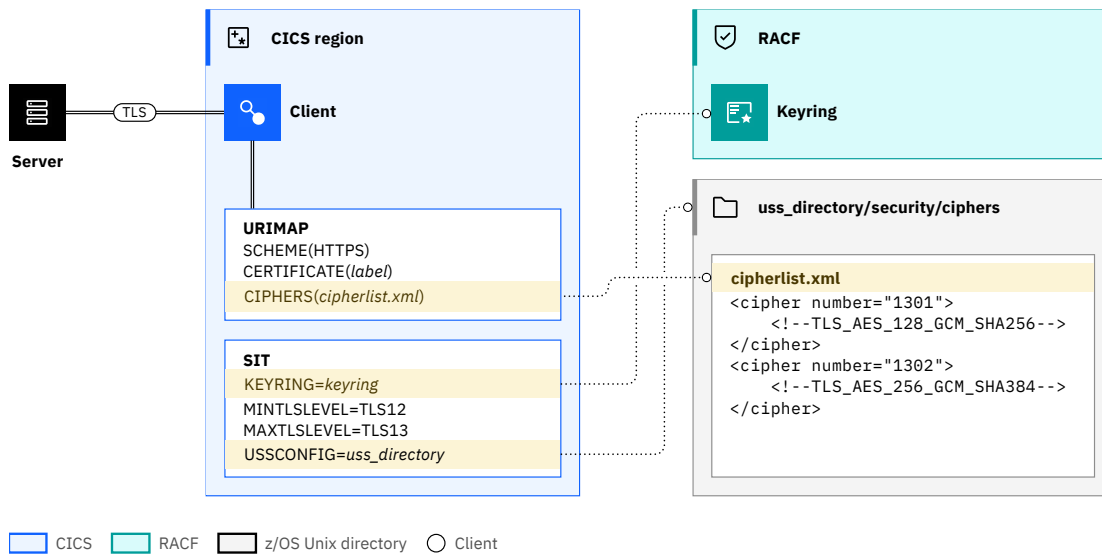 CICS region
Server
TLS
Client
URIMAP
SCHEME(HTTPS)
CERTIFICATE(label)
CIPHERS(cipherlist.xml)
SIT
KEYRING=keyring
MINTLSLEVEL=TLS12
MAXTLSLEVEL=TLS13
USSCONFIG=uss_directory
RACF
Keyring
uss_directory/security/ciphers
cipherlist.xml
<cipher number="1301">
<!--TLS_AES_128_GCM_SHA256-->
</cipher>
<cipher number="1302">
<!--TLS_AES_256_GCM_SHA384-->
</cipher>
CICS
RACF
z/OS Unix directory
Client